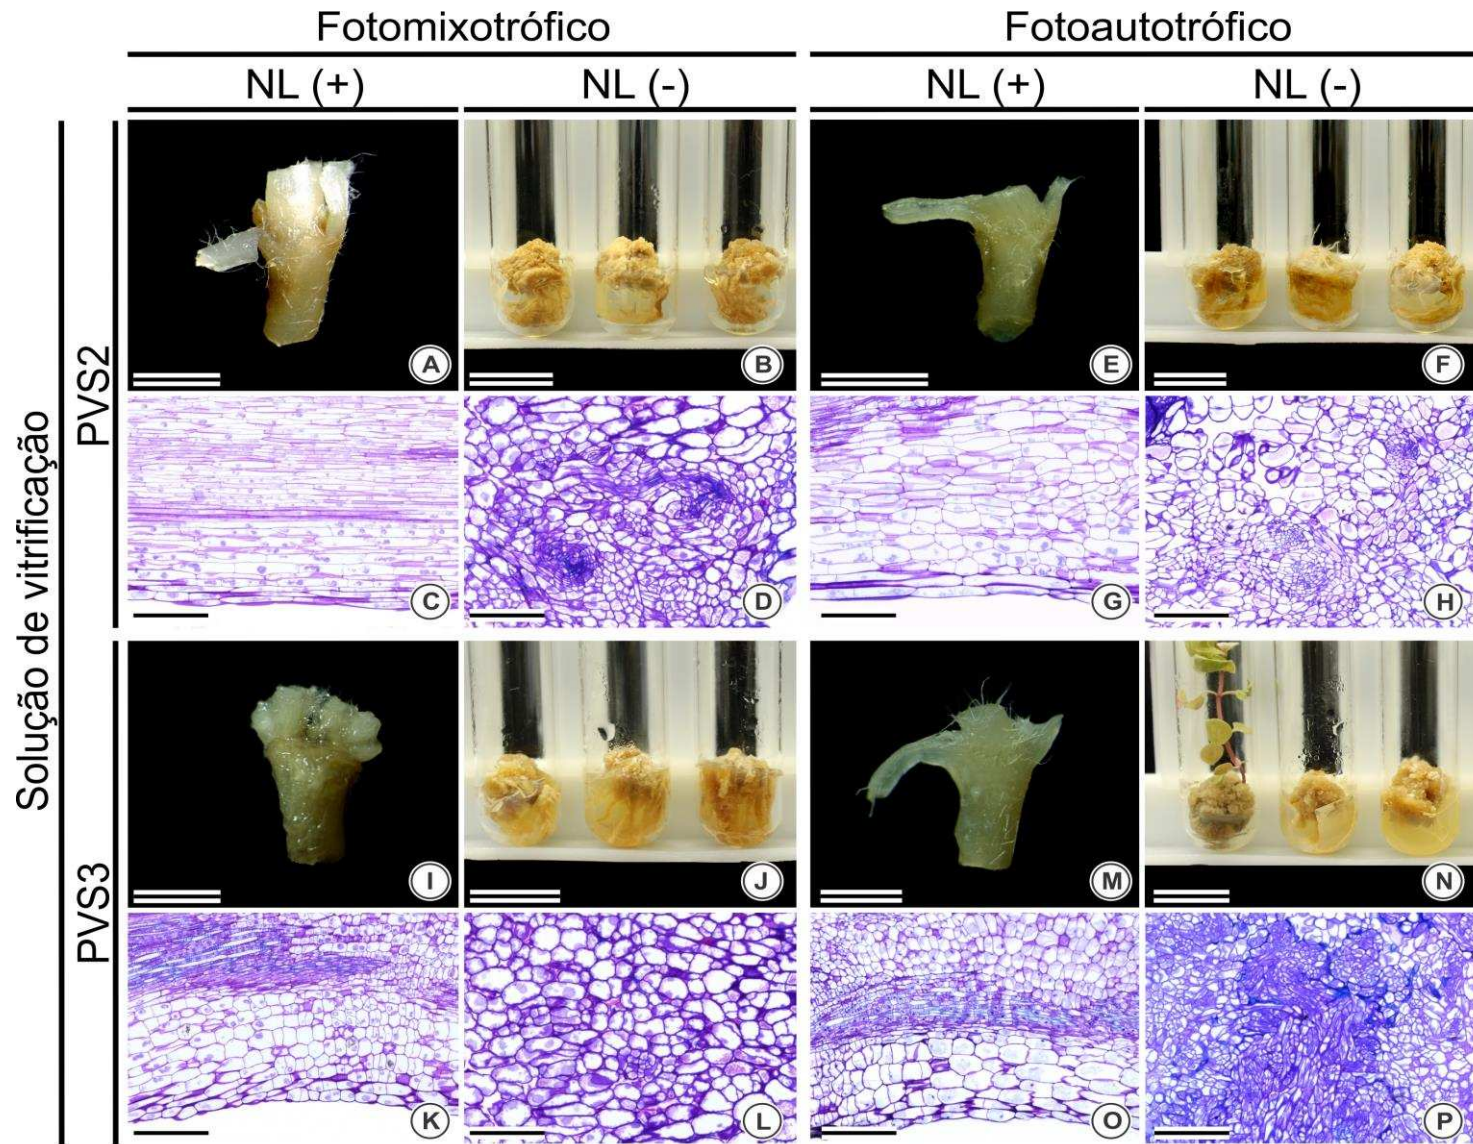 Fotomixotrófico
Fotoautotrófico
NL (+)
NL (-)
NL (+)
NL (-)
Solução de vitrificação
PVS2
A
B
E
F
C
D
G
H
PVS3
I
J
M
N
K
L
O
P